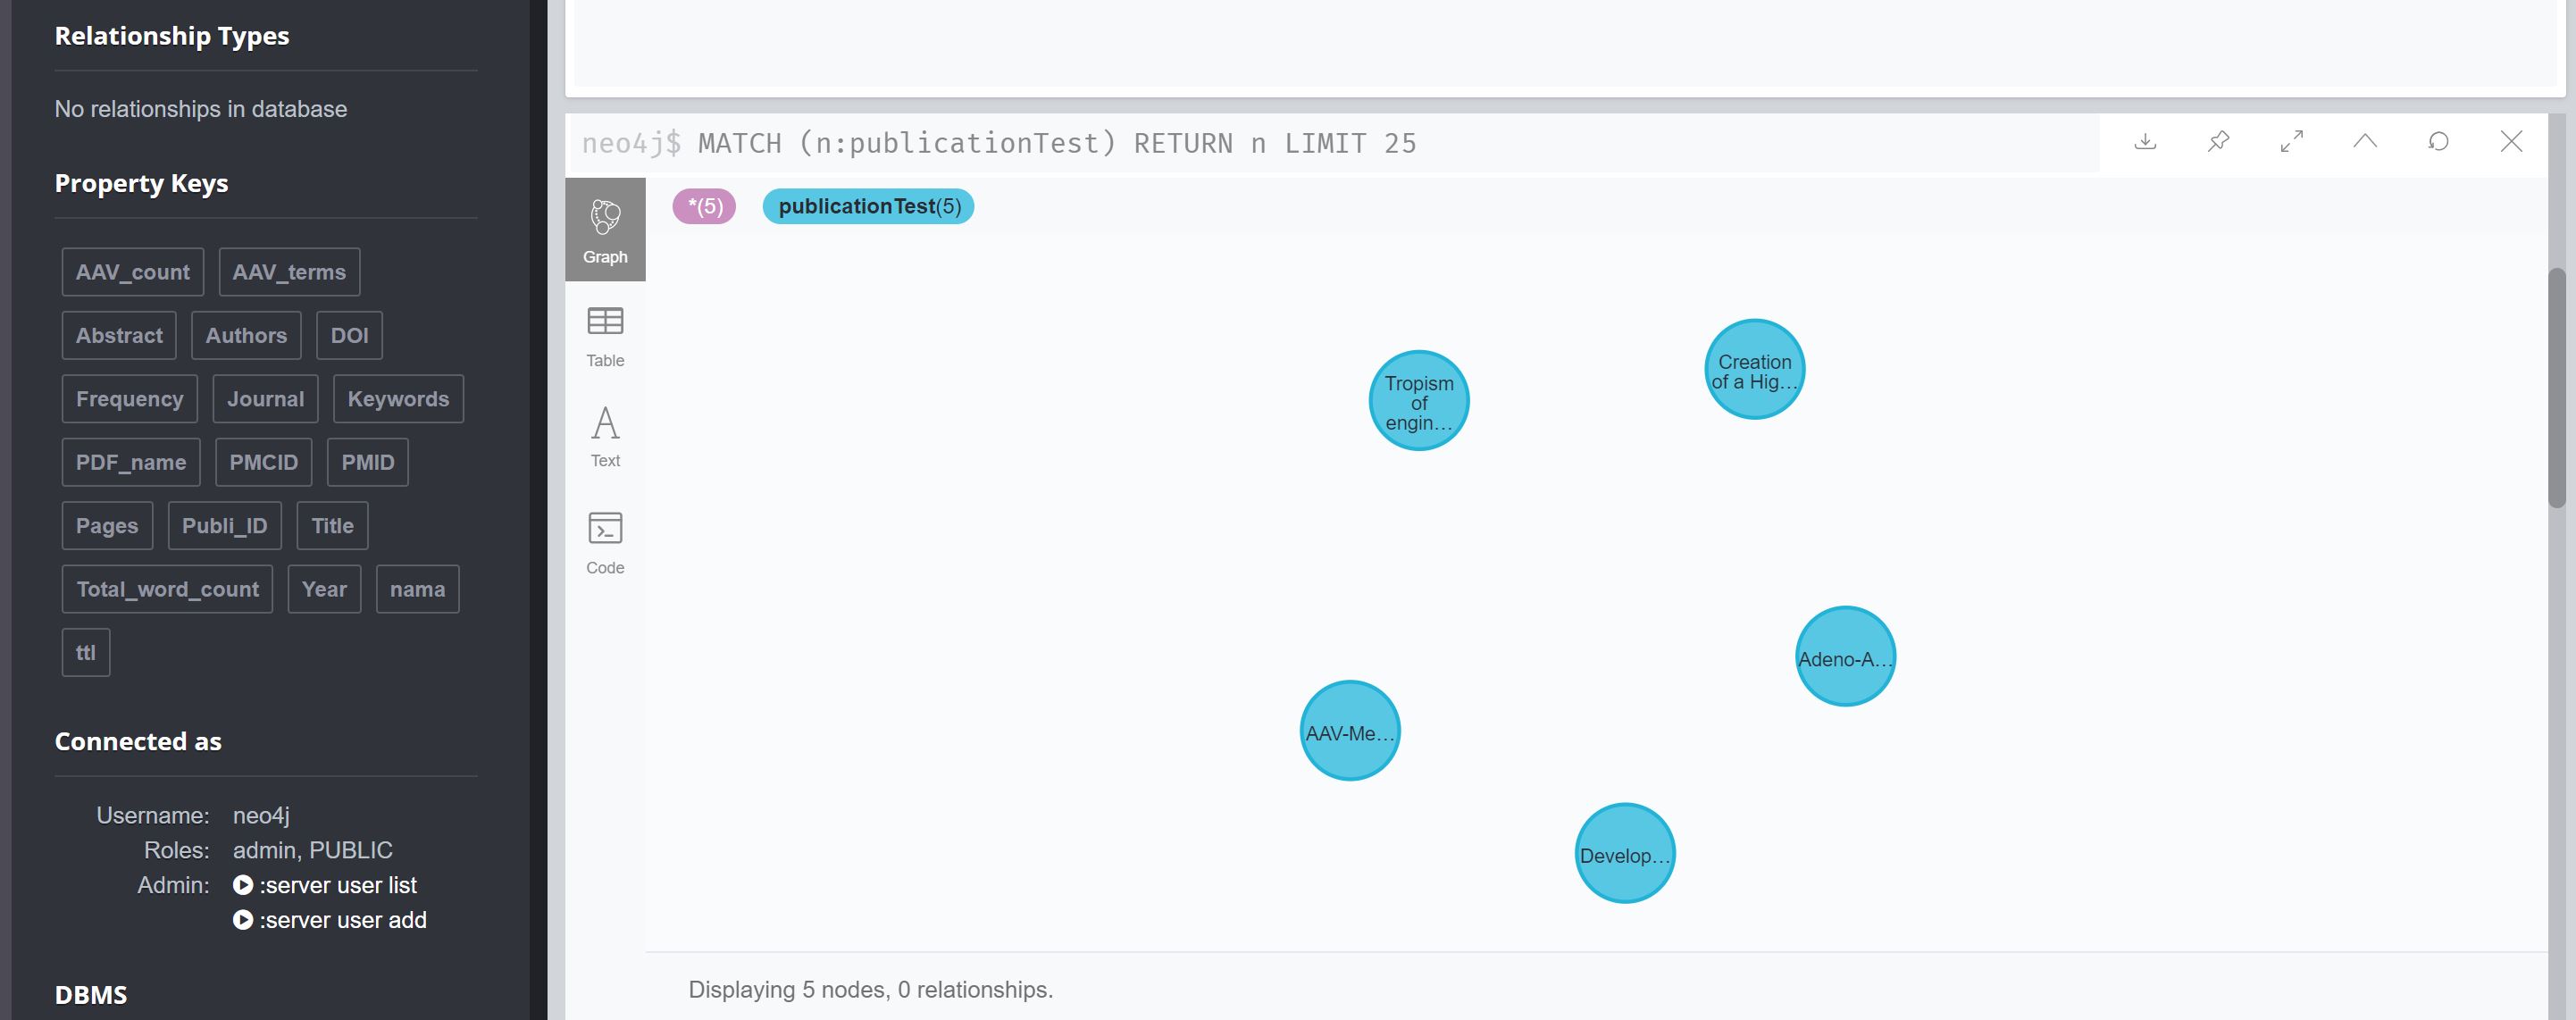 Relationship Types
No relationships in database
Property Keys
AAV_count AAV_terms
Abstract Authors DOI
Frequency Journal Keywords
PDF_name PMCID PMID
Pages Publi_ID Title
Total_word_count Year nama
ttl
Connected as
Username: neo4j
Roles: admin, PUBLIC
Admin: :server user list
:server user add
DBMS
neo4j$ MATCH (n:publicationTest) RETURN n LIMIT 25
*(5) publicationTest(5)
Graph
Table
Text
Code
Tropism
of
engin...
Creation
of a Hig...
Adeno-A...
AAV-Me...
Develop...
Displaying 5 nodes, 0 relationships.